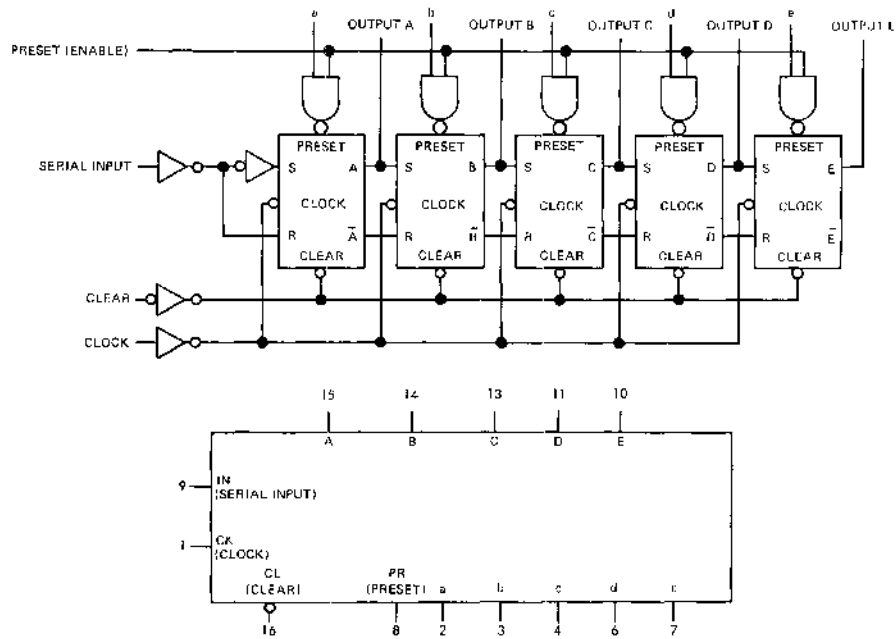 a b c d e
OUTPUT A OUTPUT B OUTPUT C OUTPUT D OUTPUT E
PRESET (ENABLE)
PRESET PRESET PRESET PRESET PRESET
SERIAL INPUT S A S B S C S D S E
CLOCK CLOCK CLOCK CLOCK CLOCK
R A̅ R B̅ R C̅ R D̅ R E̅
CLEAR CLEAR CLEAR CLEAR CLEAR
CLEAR
CLOCK
15 14 13 11 10
A B C D E
9 IN
(SERIAL INPUT)
1 CK
(CLOCK)
CL PR
(CLEAR) (PRESET) a b c d e
16 8 2 3 4 6 7